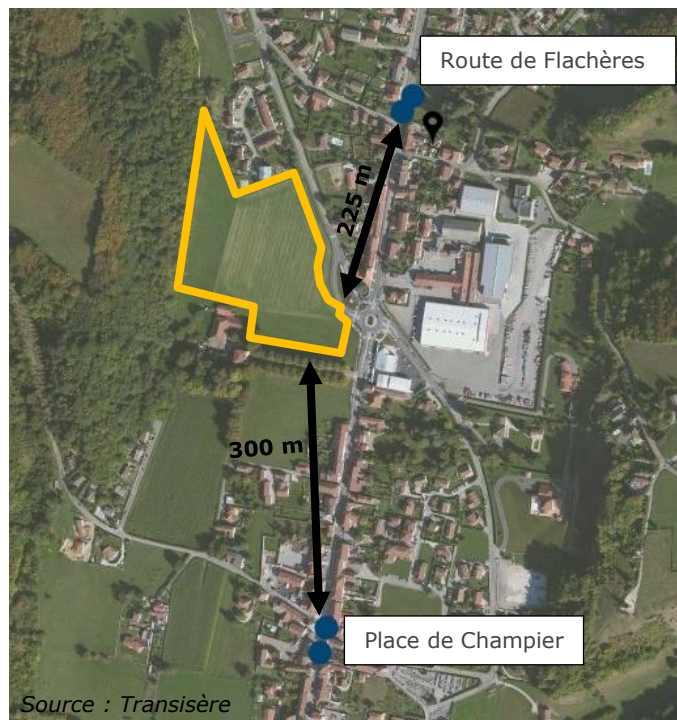 Route de Flachères
225 m
300 m
Place de Champier
Source : Transisère